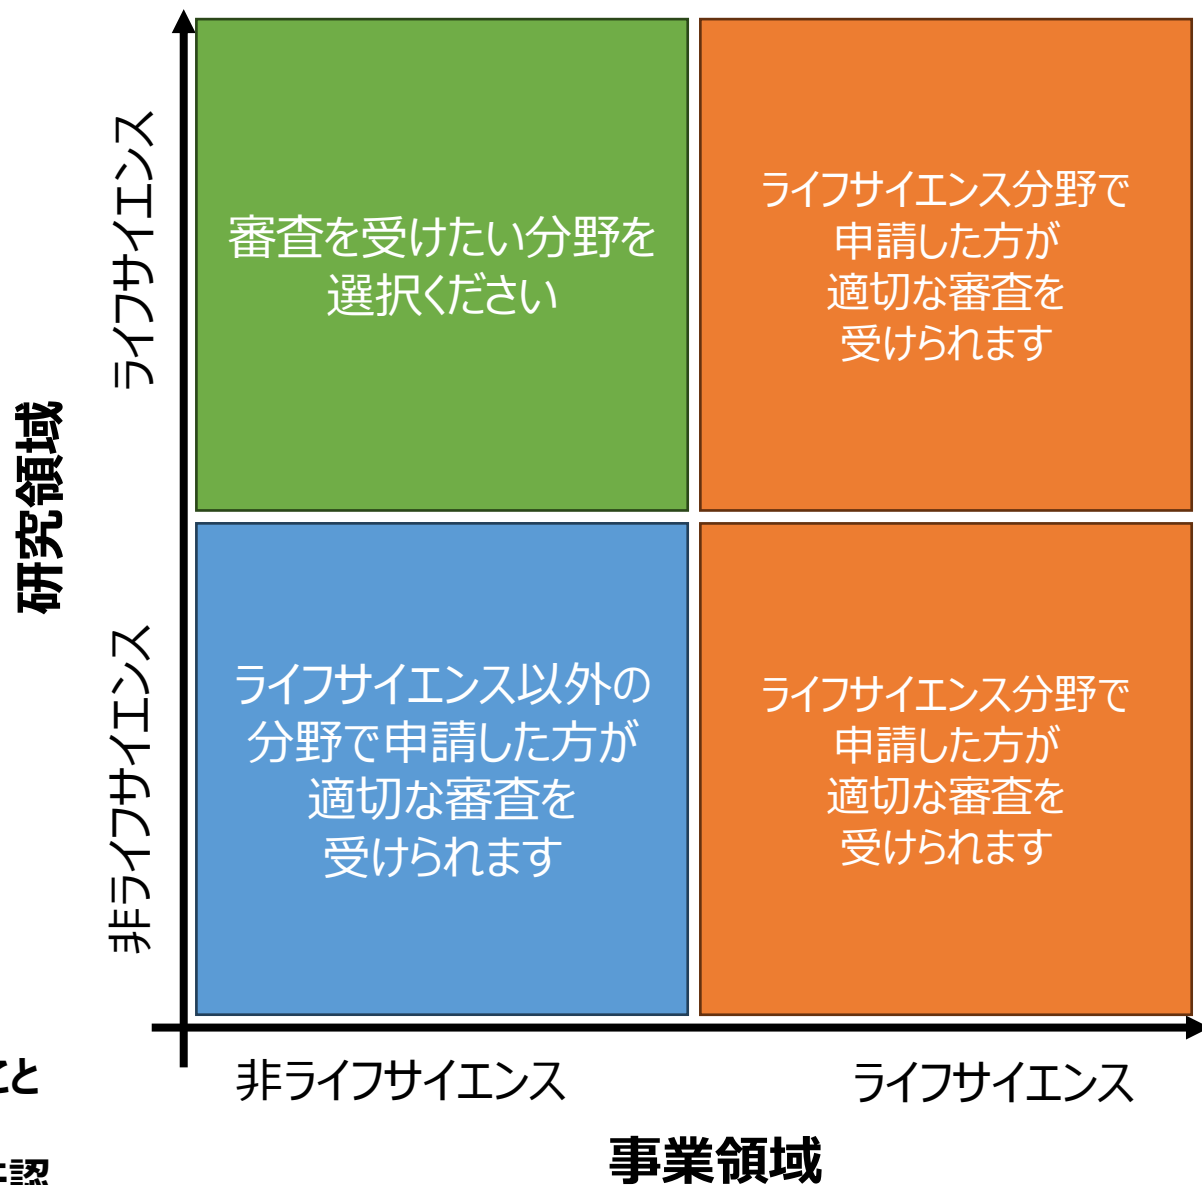 研究領域
ライフサイエンス
非ライフサイエンス
審査を受けたい分野を
選択ください
ライフサイエンス分野で
申請した方が
適切な審査を
受けられます
ライフサイエンス以外の
分野で申請した方が
適切な審査を
受けられます
ライフサイエンス分野で
申請した方が
適切な審査を
受けられます
非ライフサイエンス
ライフサイエンス
事業領域
こと